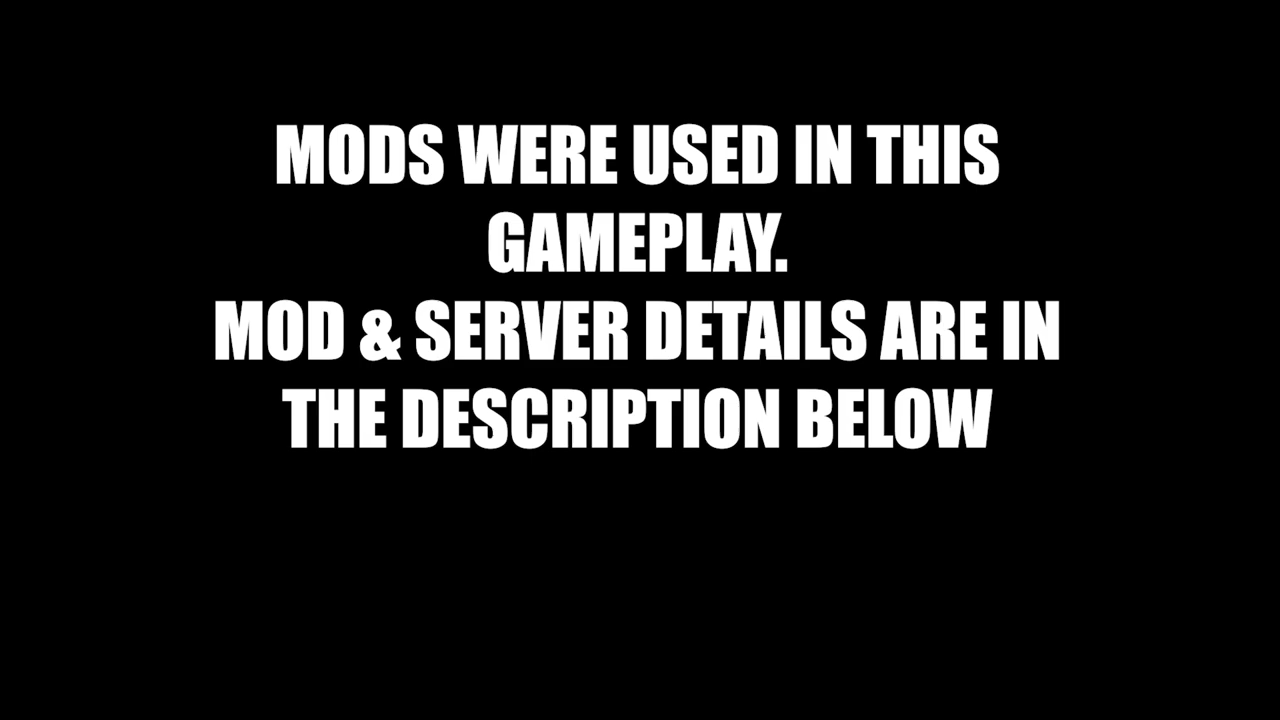 MODS WERE USED IN THIS
GAMEPLAY.
MOD & SERVER DETAILS ARE IN
THE DESCRIPTION BELOW